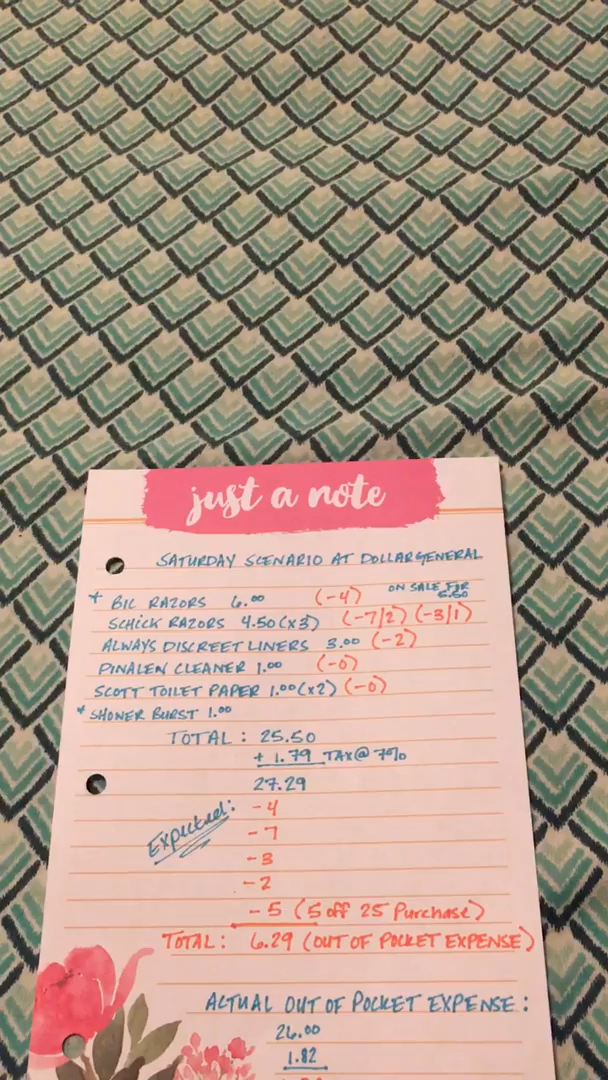 just a note
SATURDAY SCENARIO AT DOLLAR GENERAL
* BIC RAZORS 6.00 (-4) ON SALE FOR 5.50
SCHICK RAZORS 4.50 (x3) (-7/2) (-3/1)
ALWAYS DISCREET LINERS 3.00 (-2)
PINALEN CLEANER 1.00 (-0)
SCOTT TOILET PAPER 1.00 (x2) (-0)
* SHOWER BURST 1.00
TOTAL: 25.50
+ 1.79 TAX @ 7%
27.29
Expected: -4
-7
-3
-2
-5 (5 off 25 Purchase)
TOTAL: 6.29 (OUT OF POCKET EXPENSE)
ACTUAL OUT OF POCKET EXPENSE:
26.00
1.82